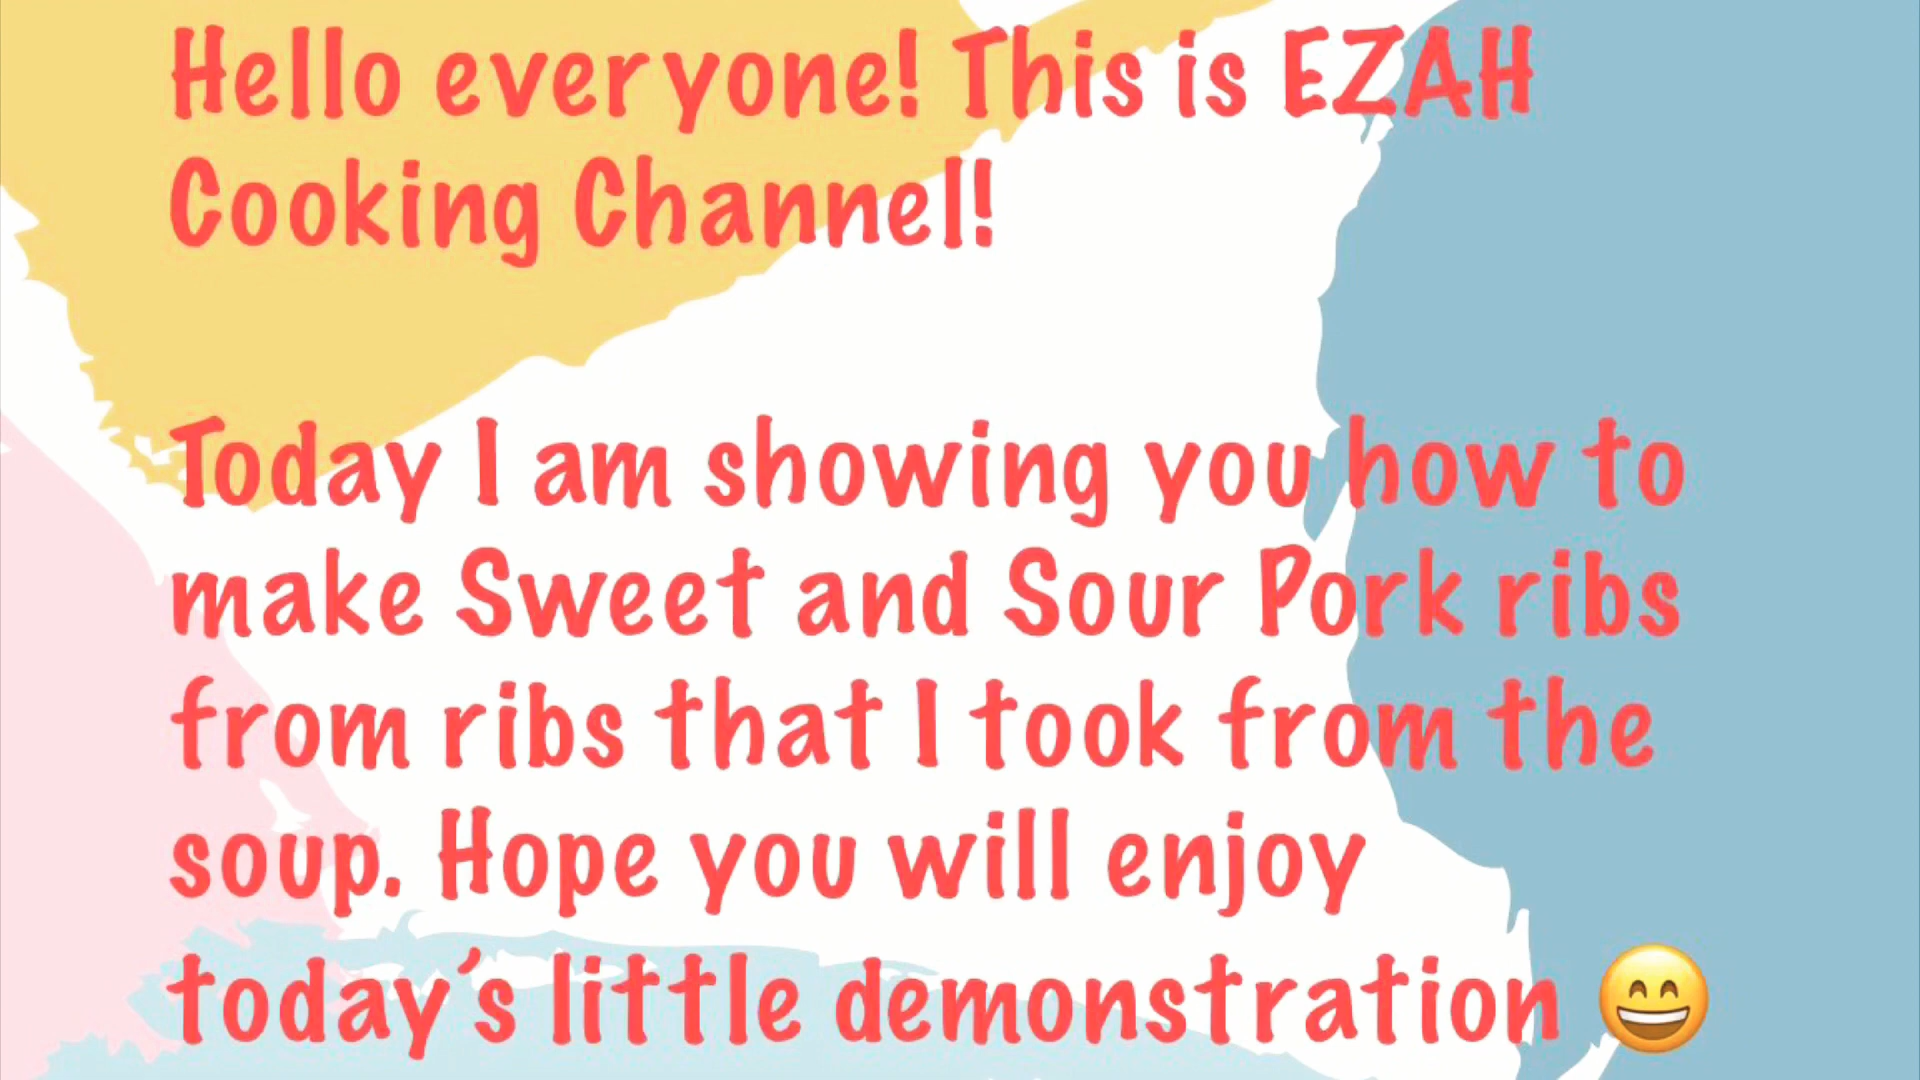 Hello everyone! This is EZAH
Cooking Channel!
Today I am showing you how to
make Sweet and Sour Pork ribs
from ribs that I took from the
soup. Hope you will enjoy
today's little demonstration 😄